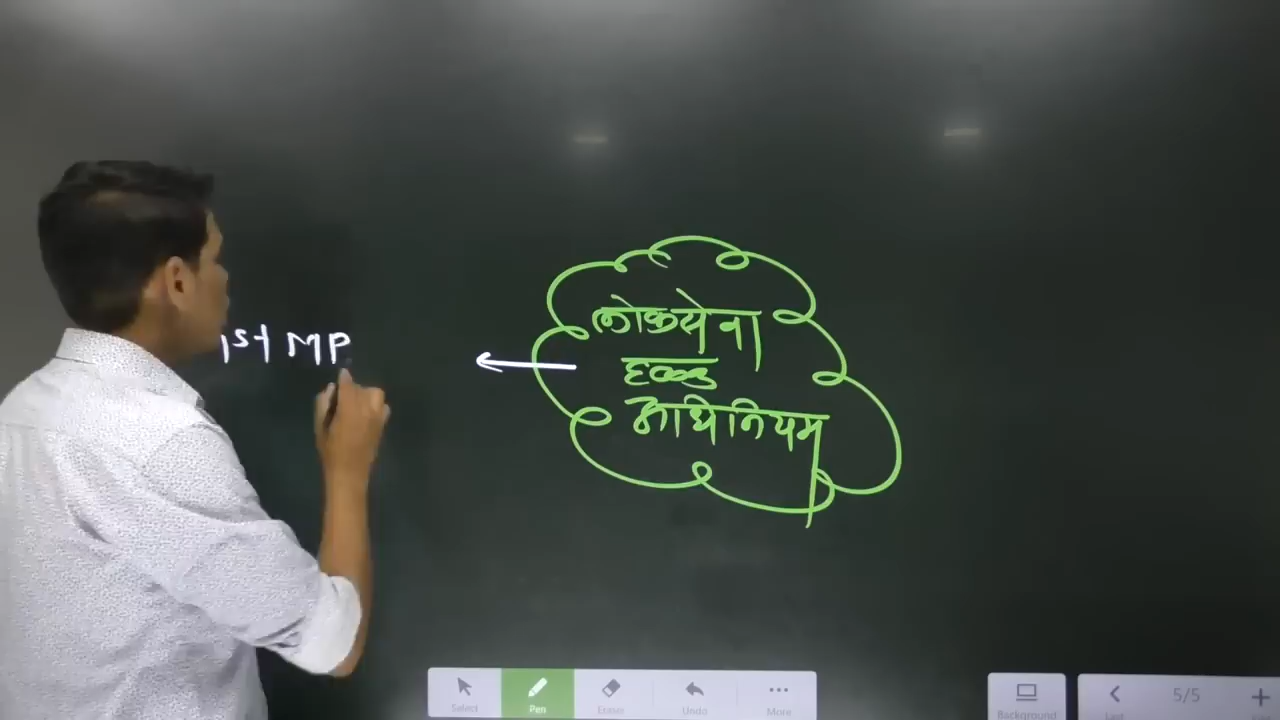 1st MP
लोकसेवा
हक्क
अधिनियम
Select
Pen
Eraser
Undo
More
Background
5/5